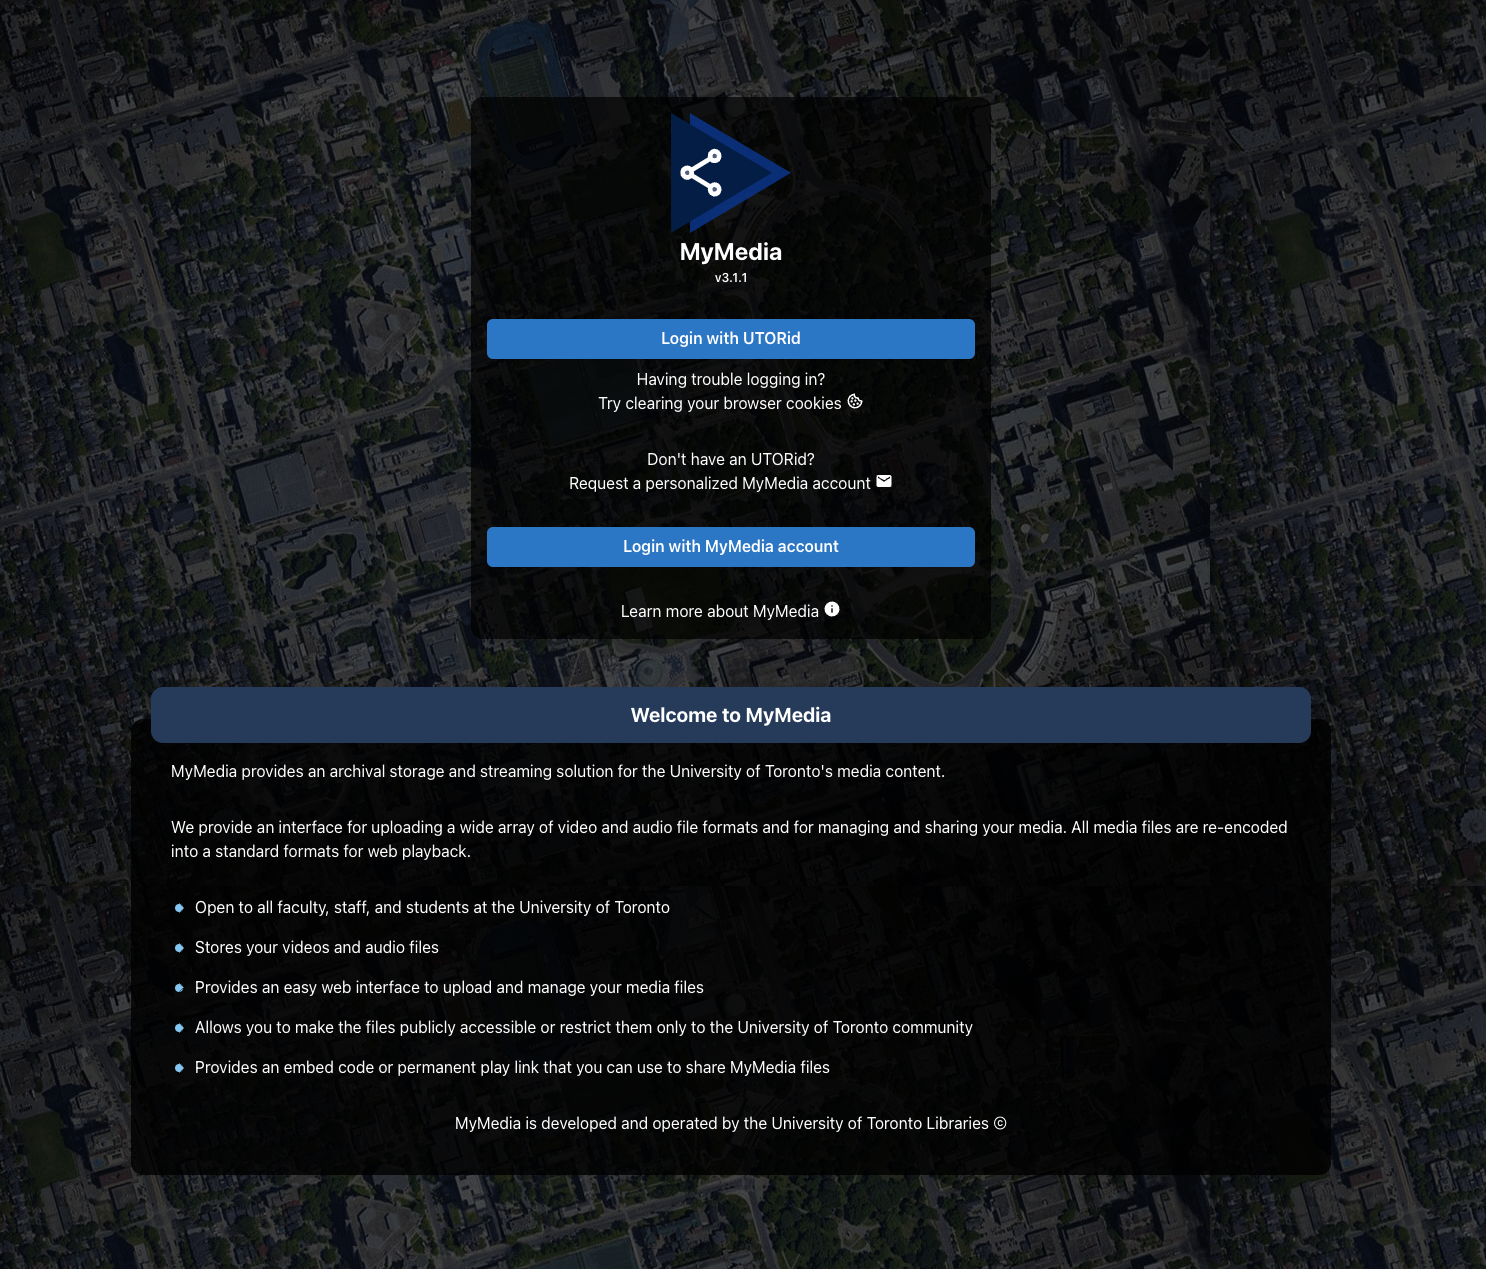 MyMedia
v3.1.1
Login with UTORid
Having trouble logging in?
Try clearing your browser cookies
Don't have an UTORid?
Request a personalized MyMedia account
Login with MyMedia account
Learn more about MyMedia
Welcome to MyMedia
MyMedia provides an archival storage and streaming solution for the University of Toronto's media content.
We provide an interface for uploading a wide array of video and audio file formats and for managing and sharing your media. All media files are re-encoded
into a standard formats for web playback.
Open to all faculty, staff, and students at the University of Toronto
Stores your videos and audio files
Provides an easy web interface to upload and manage your media files
Allows you to make the files publicly accessible or restrict them only to the University of Toronto community
Provides an embed code or permanent play link that you can use to share MyMedia files
MyMedia is developed and operated by the University of Toronto Libraries ©